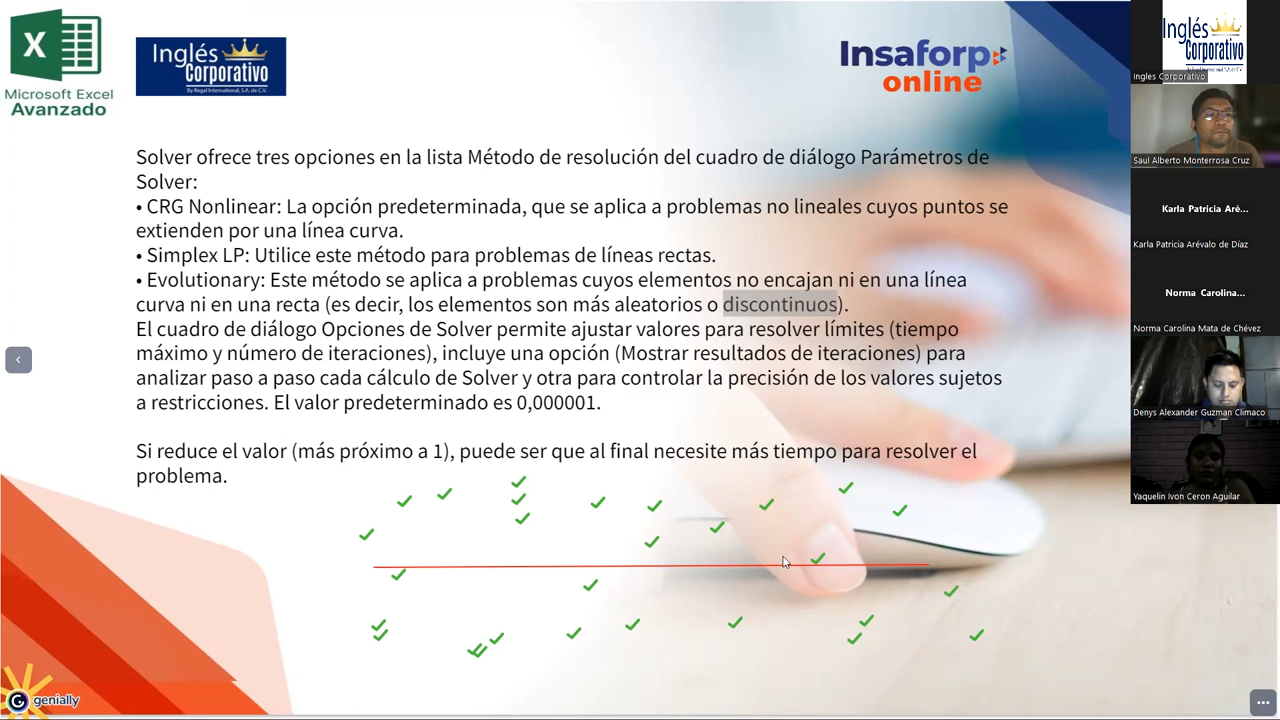 X
Microsoft Excel
Avanzado
Inglés
Corporativo
By Regal International, S.A. de C.V.
Insaforp
online
Solver ofrece tres opciones en la lista Método de resolución del cuadro de diálogo Parámetros de
Solver:
• CRG Nonlinear: La opción predeterminada, que se aplica a problemas no lineales cuyos puntos se
extienden por una línea curva.
• Simplex LP: Utilice este método para problemas de líneas rectas.
• Evolutionary: Este método se aplica a problemas cuyos elementos no encajan ni en una línea
curva ni en una recta (es decir, los elementos son más aleatorios o discontinuos).
El cuadro de diálogo Opciones de Solver permite ajustar valores para resolver límites (tiempo
máximo y número de iteraciones), incluye una opción (Mostrar resultados de iteraciones) para
analizar paso a paso cada cálculo de Solver y otra para controlar la precisión de los valores sujetos
a restricciones. El valor predeterminado es 0,000001.
Si reduce el valor (más próximo a 1), puede ser que al final necesite más tiempo para resolver el
problema.
genially
Inglés
Corporativo
Ingles Corporativo
Saul Alberto Monterrosa Cruz
Karla Patricia Aré...
Karla Patricia Arévalo de Díaz
Norma Carolina...
Norma Carolina Mata de Chévez
Denys Alexander Guzman Climaco
Yaquelin Ivon Ceron Aguilar